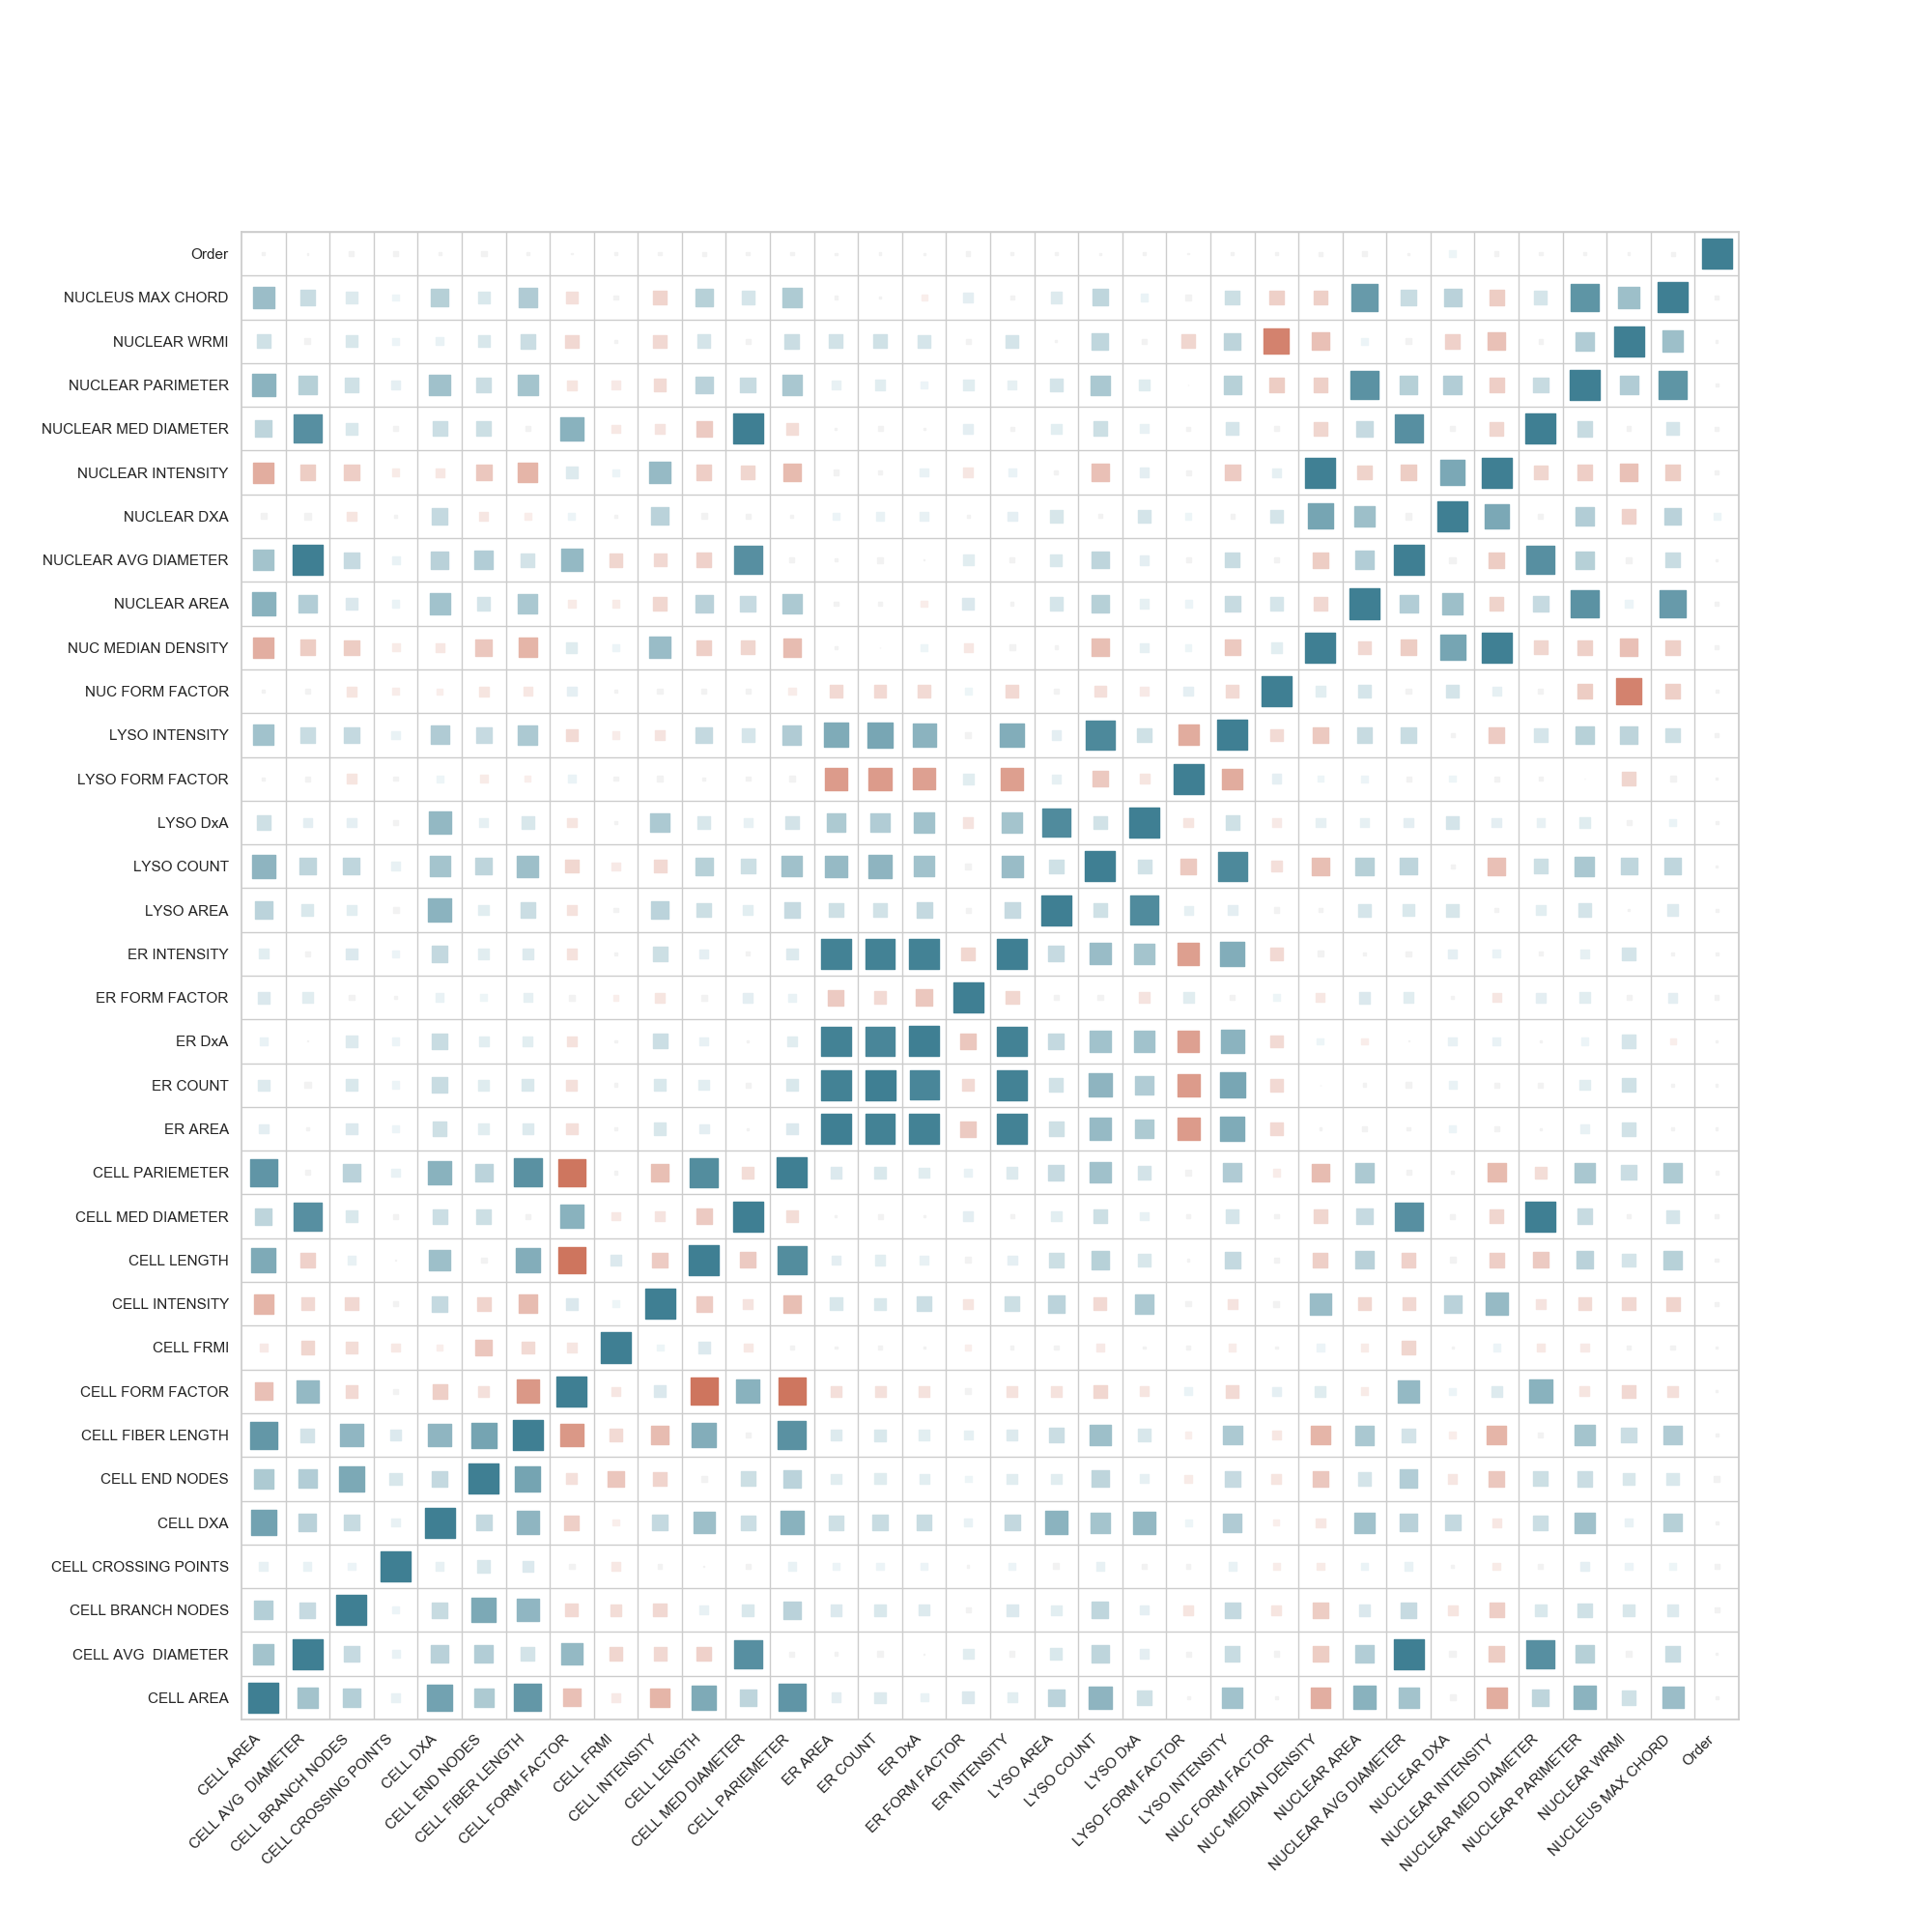 Order
NUCLEUS MAX CHORD
NUCLEAR WRMI
NUCLEAR PARIMETER
NUCLEAR MED DIAMETER
NUCLEAR INTENSITY
NUCLEAR DXA
NUCLEAR AVG DIAMETER
NUCLEAR AREA
NUC MEDIAN DENSITY
NUC FORM FACTOR
LYSO INTENSITY
LYSO FORM FACTOR
LYSO DxA
LYSO COUNT
LYSO AREA
ER INTENSITY
ER FORM FACTOR
ER DxA
ER COUNT
ER AREA
CELL PARIEMETER
CELL MED DIAMETER
CELL LENGTH
CELL INTENSITY
CELL FRMI
CELL FORM FACTOR
CELL FIBER LENGTH
CELL END NODES
CELL DXA
CELL CROSSING POINTS
CELL BRANCH NODES
CELL AVG  DIAMETER
CELL AREA
CELL AREA
CELL AVG  DIAMETER
CELL BRANCH NODES
CELL CROSSING POINTS
CELL DXA
CELL END NODES
CELL FIBER LENGTH
CELL FORM FACTOR
CELL FRMI
CELL INTENSITY
CELL LENGTH
CELL MED DIAMETER
CELL PARIEMETER
ER AREA
ER COUNT
ER DxA
ER FORM FACTOR
ER INTENSITY
LYSO AREA
LYSO COUNT
LYSO DxA
LYSO FORM FACTOR
LYSO INTENSITY
NUC FORM FACTOR
NUC MEDIAN DENSITY
NUCLEAR AREA
NUCLEAR AVG DIAMETER
NUCLEAR DXA
NUCLEAR INTENSITY
NUCLEAR MED DIAMETER
NUCLEAR PARIMETER
NUCLEAR WRMI
NUCLEUS MAX CHORD
Order